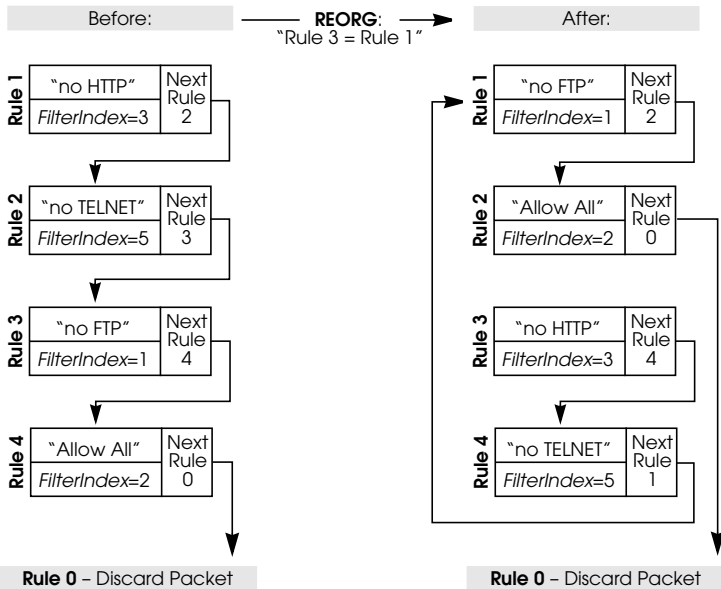 Before:
REORG:
“Rule 3 = Rule 1”
After:
Rule 1
“no HTTP”
FilterIndex=3
Next
Rule
2
Rule 2
“no TELNET”
FilterIndex=5
Next
Rule
3
Rule 3
“no FTP”
FilterIndex=1
Next
Rule
4
Rule 4
“Allow All”
FilterIndex=2
Next
Rule
0
Rule 0 – Discard Packet
Rule 1
“no FTP”
FilterIndex=1
Next
Rule
2
Rule 2
“Allow All”
FilterIndex=2
Next
Rule
0
Rule 3
“no HTTP”
FilterIndex=3
Next
Rule
4
Rule 4
“no TELNET”
FilterIndex=5
Next
Rule
1
Rule 0 – Discard Packet